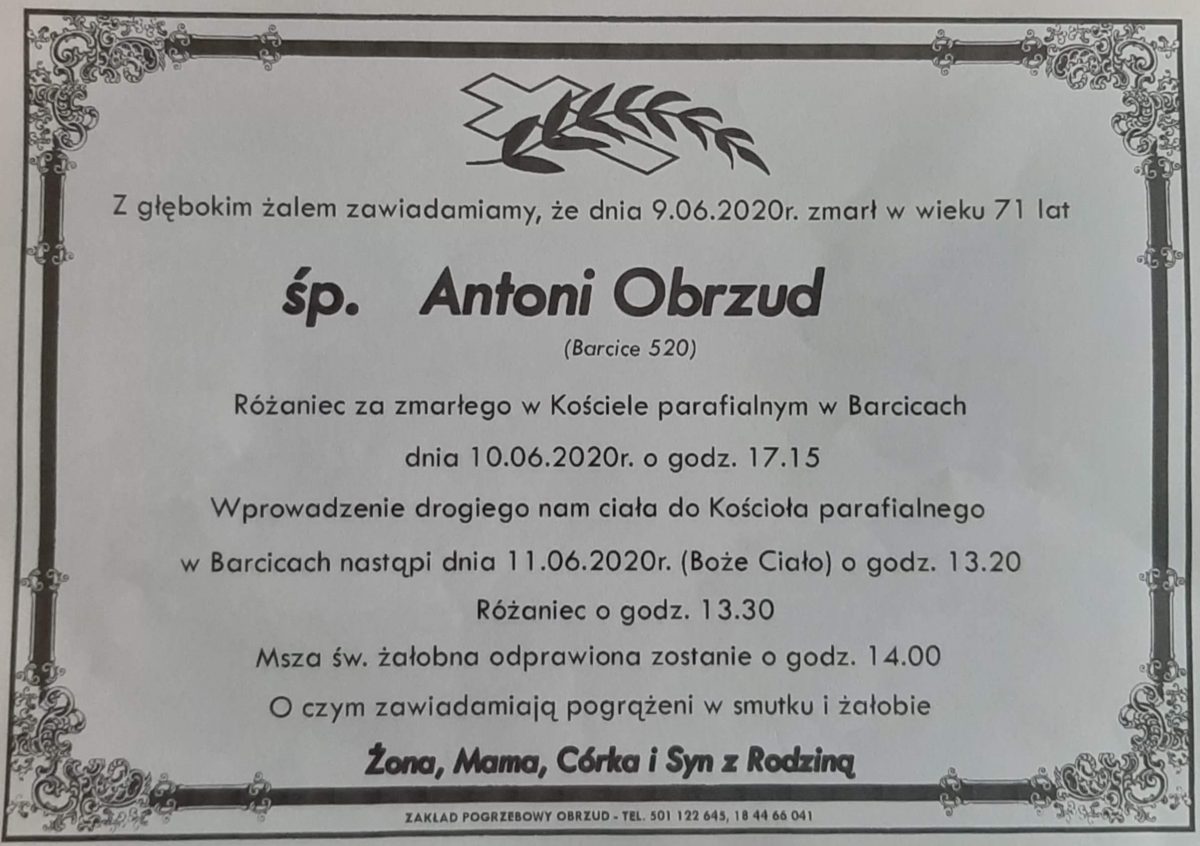 Z głębokim żalem zawiadamiamy, że dnia 9.06.2020r. zmarł w wieku 71 lat
śp. Antoni Obrzud
(Barcice 520)
Różaniec za zmarłego w Kościele parafialnym w Barcicach
dnia 10.06.2020r. o godz. 17.15
Wprowadzenie drogiego nam ciała do Kościoła parafialnego
w Barcicach nastąpi dnia 11.06.2020r. (Boże Ciało) o godz. 13.20
Różaniec o godz. 13.30
Msza św. żałobna odprawiona zostanie o godz. 14.00
O czym zawiadamiają pogrążeni w smutku i żałobie
Żona, Mama, Córka i Syn z Rodziną
ZAKŁAD POGRZEBOWY OBRZUD - TEL. 501 122 645, 18 44 66 041